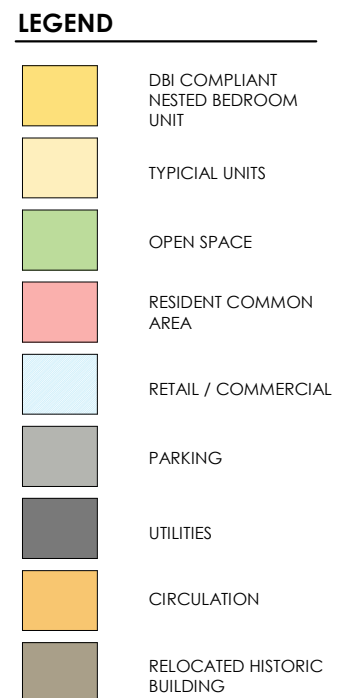 LEGEND
DBI COMPLIANT
NESTED BEDROOM
UNIT
TYPICIAL UNITS
OPEN SPACE
RESIDENT COMMON
AREA
RETAIL / COMMERCIAL
PARKING
UTILITIES
CIRCULATION
RELOCATED HISTORIC
BUILDING